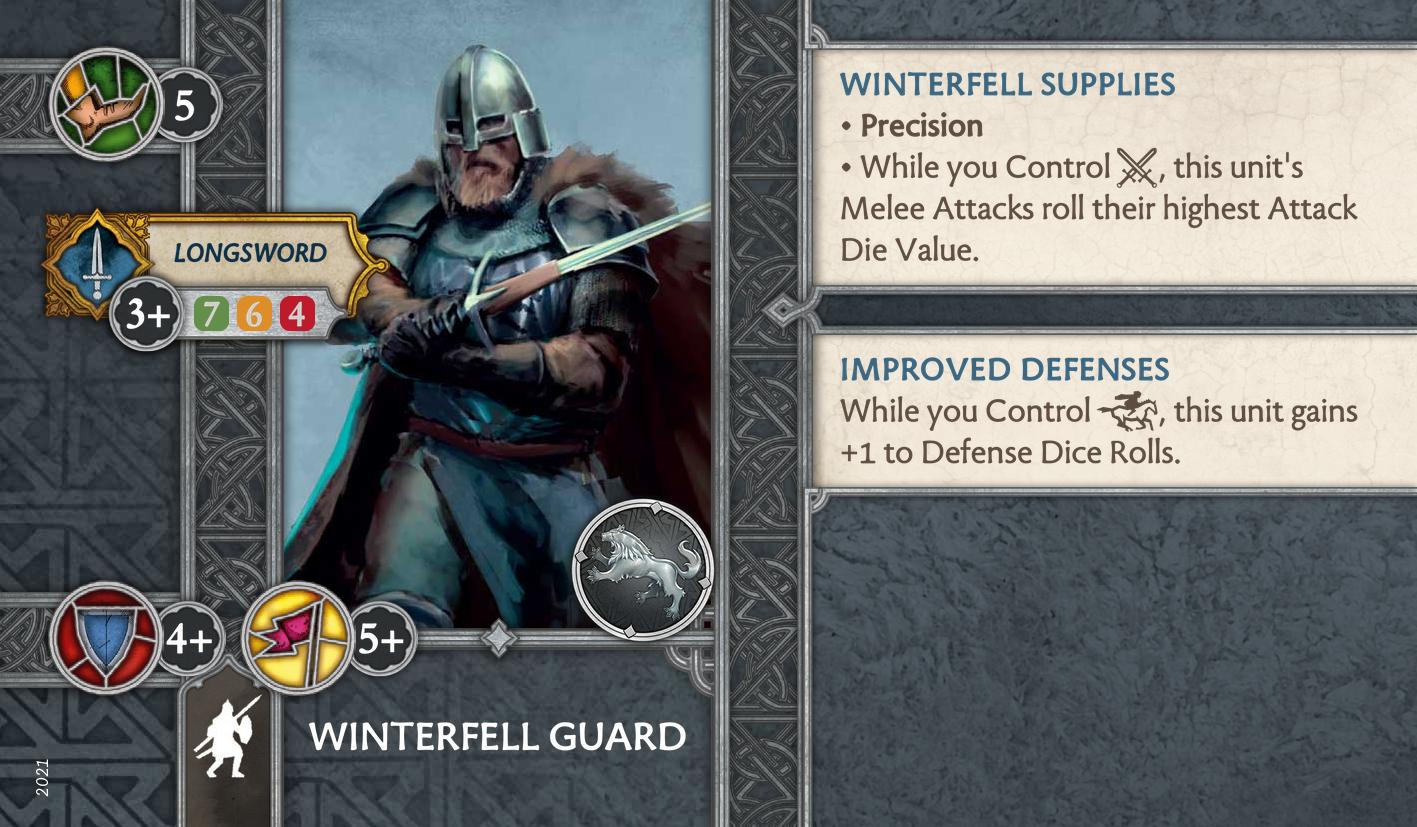 5
LONGSWORD
3+ 7 6 4
4+ 5+
WINTERFELL GUARD
2021
WINTERFELL SUPPLIES
• Precision
• While you Control , this unit's
Melee Attacks roll their highest Attack
Die Value.
IMPROVED DEFENSES
While you Control , this unit gains
+1 to Defense Dice Rolls.